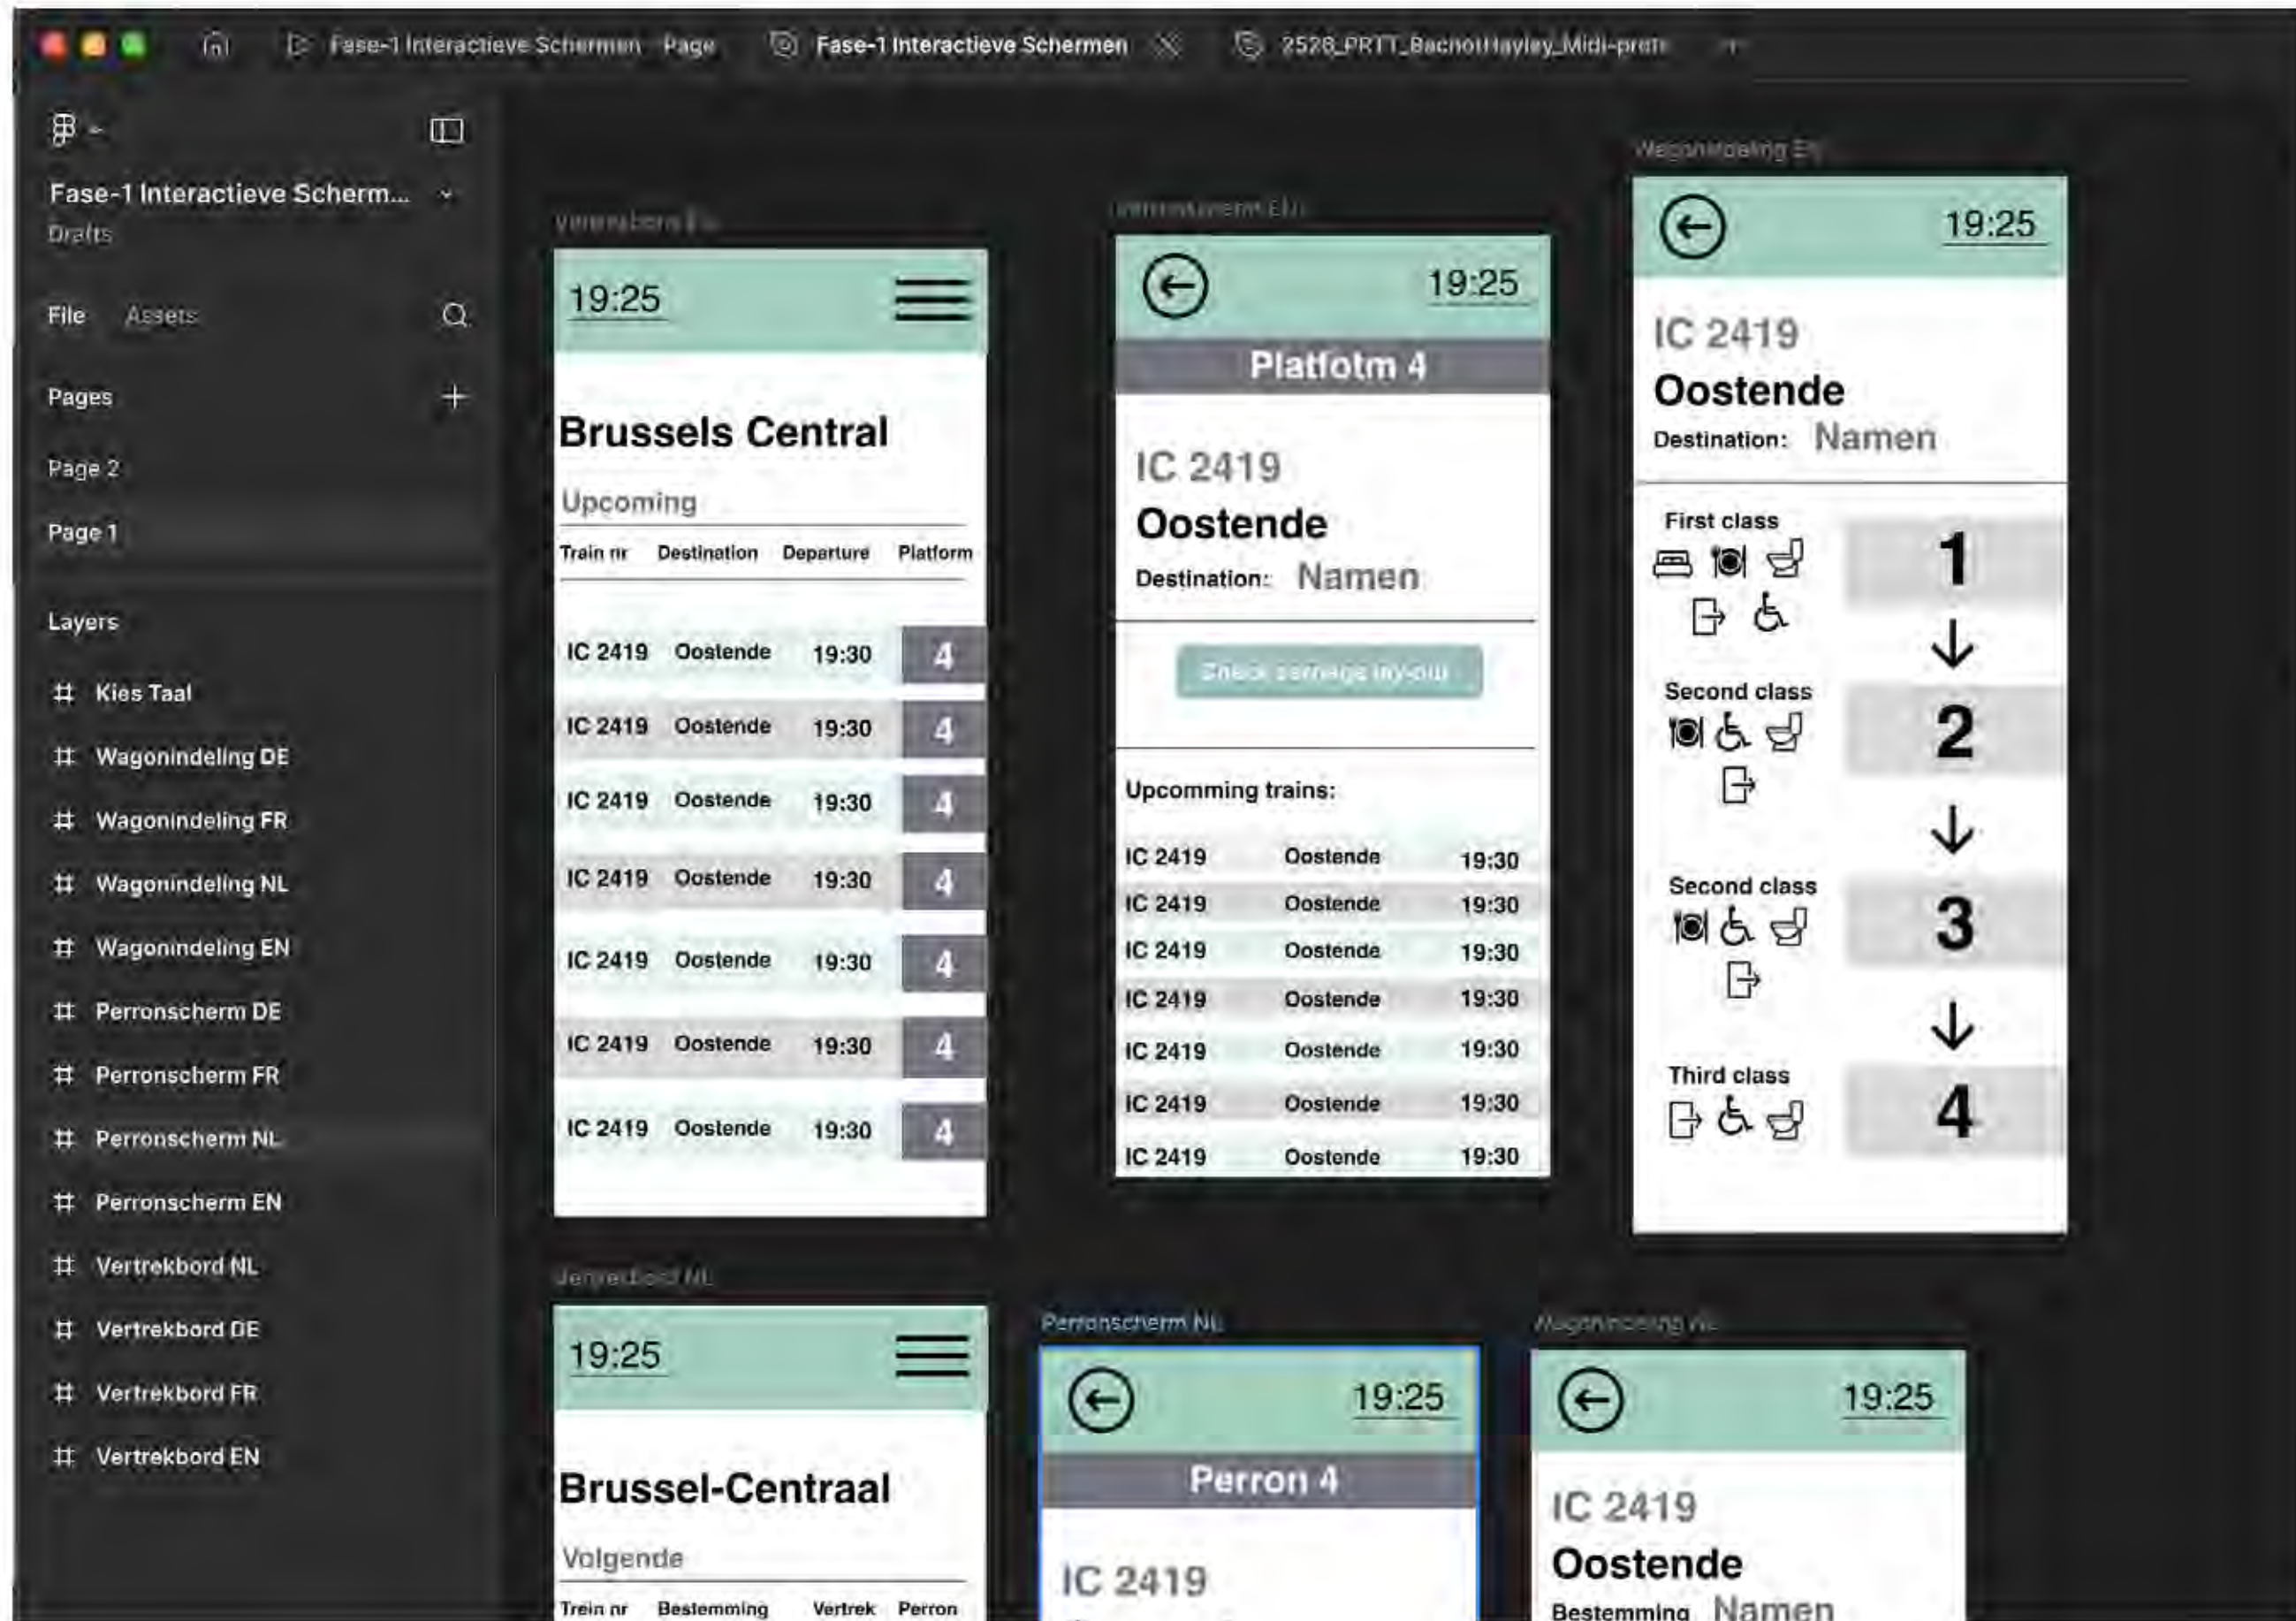 Fase-1 Interactieve Schermen Page
Fase-1 Interactieve Schermen
Fase-1 Interactieve Scherm...
Drafts
File Assets
Pages
Page 2
Page 1
Layers
Kies Taal
Wagonindeling DE
Wagonindeling FR
Wagonindeling NL
Wagonindeling EN
Perronscherm DE
Perronscherm FR
Perronscherm NL
Perronscherm EN
Vertrekbord NL
Vertrekbord DE
Vertrekbord FR
Vertrekbord EN
19:25
Brussels Central
Upcoming
Train nr Destination Departure Platform
IC 2419 Oostende 19:30 4
IC 2419 Oostende 19:30 4
IC 2419 Oostende 19:30 4
IC 2419 Oostende 19:30 4
IC 2419 Oostende 19:30 4
IC 2419 Oostende 19:30 4
IC 2419 Oostende 19:30 4
19:25
Platfotm 4
IC 2419
Oostende
Destination: Namen
Check
Upcomming trains:
IC 2419 Oostende 19:30
IC 2419 Oostende 19:30
IC 2419 Oostende 19:30
IC 2419 Oostende 19:30
IC 2419 Oostende 19:30
IC 2419 Oostende 19:30
IC 2419 Oostende 19:30
Wagonindeling EN
19:25
IC 2419
Oostende
Destination: Namen
First class
1
Second class
2
Second class
3
Third class
4
Vertrekbord NL
19:25
Brussel-Centraal
Volgende
Trein nr Bestemming Vertrek Perron
Perronscherm NL
19:25
Perron 4
IC 2419
Wagonindeling NL
19:25
IC 2419
Oostende
Bestemming Namen